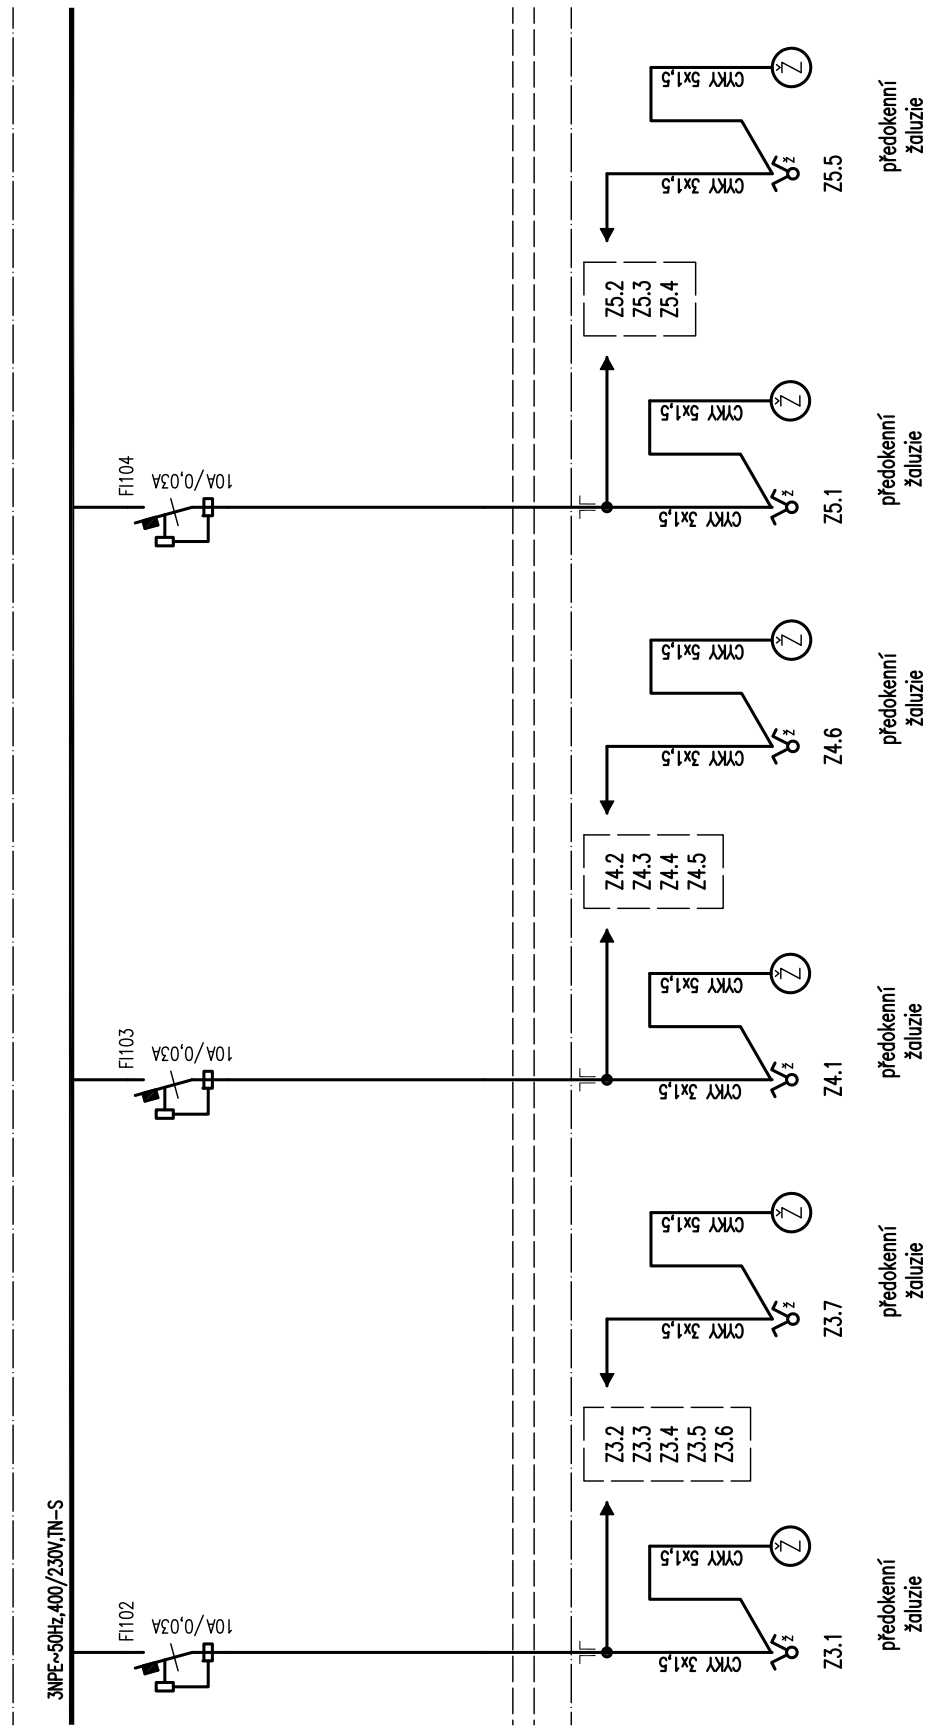 3NPE~50Hz,400/230V,TN-S
FI102
10A/0,03A
CYKY 3x1,5
CYKY 5x1,5
Ž
ž
Z3.1
předokenní
žaluzie
Z3.2
Z3.3
Z3.4
Z3.5
Z3.6
CYKY 3x1,5
CYKY 5x1,5
Ž
ž
Z3.7
předokenní
žaluzie
FI103
10A/0,03A
CYKY 3x1,5
CYKY 5x1,5
Ž
ž
Z4.1
předokenní
žaluzie
Z4.2
Z4.3
Z4.4
Z4.5
CYKY 3x1,5
CYKY 5x1,5
Ž
ž
Z4.6
předokenní
žaluzie
FI104
10A/0,03A
CYKY 3x1,5
CYKY 5x1,5
Ž
ž
Z5.1
předokenní
žaluzie
Z5.2
Z5.3
Z5.4
CYKY 3x1,5
CYKY 5x1,5
Ž
ž
Z5.5
předokenní
žaluzie